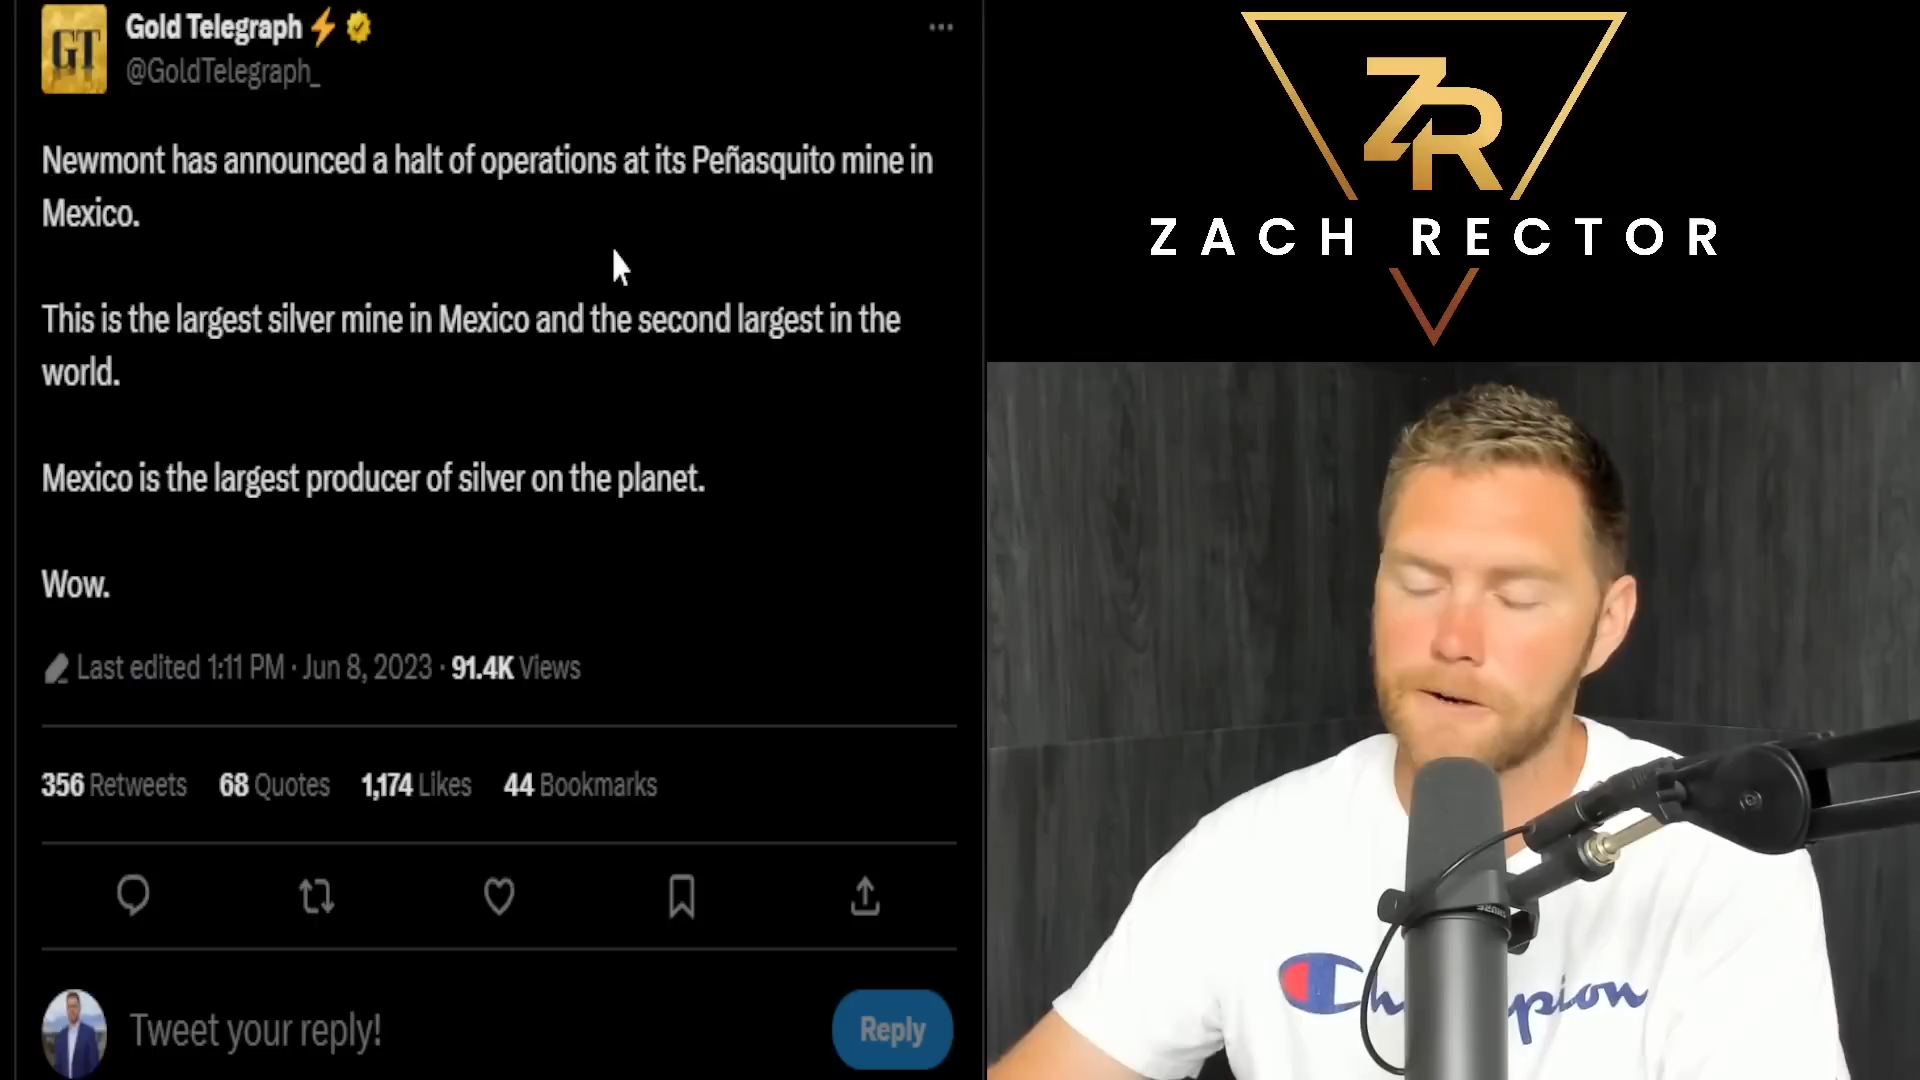 GT
Gold Telegraph
@GoldTelegraph_
Newmont has announced a halt of operations at its Peñasquito mine in
Mexico.
This is the largest silver mine in Mexico and the second largest in the
world.
Mexico is the largest producer of silver on the planet.
Wow.
Last edited 1:11 PM · Jun 8, 2023 · 91.4K Views
356 Retweets 68 Quotes 1,174 Likes 44 Bookmarks
Tweet your reply!
Reply
ZR
ZACH RECTOR
Champion